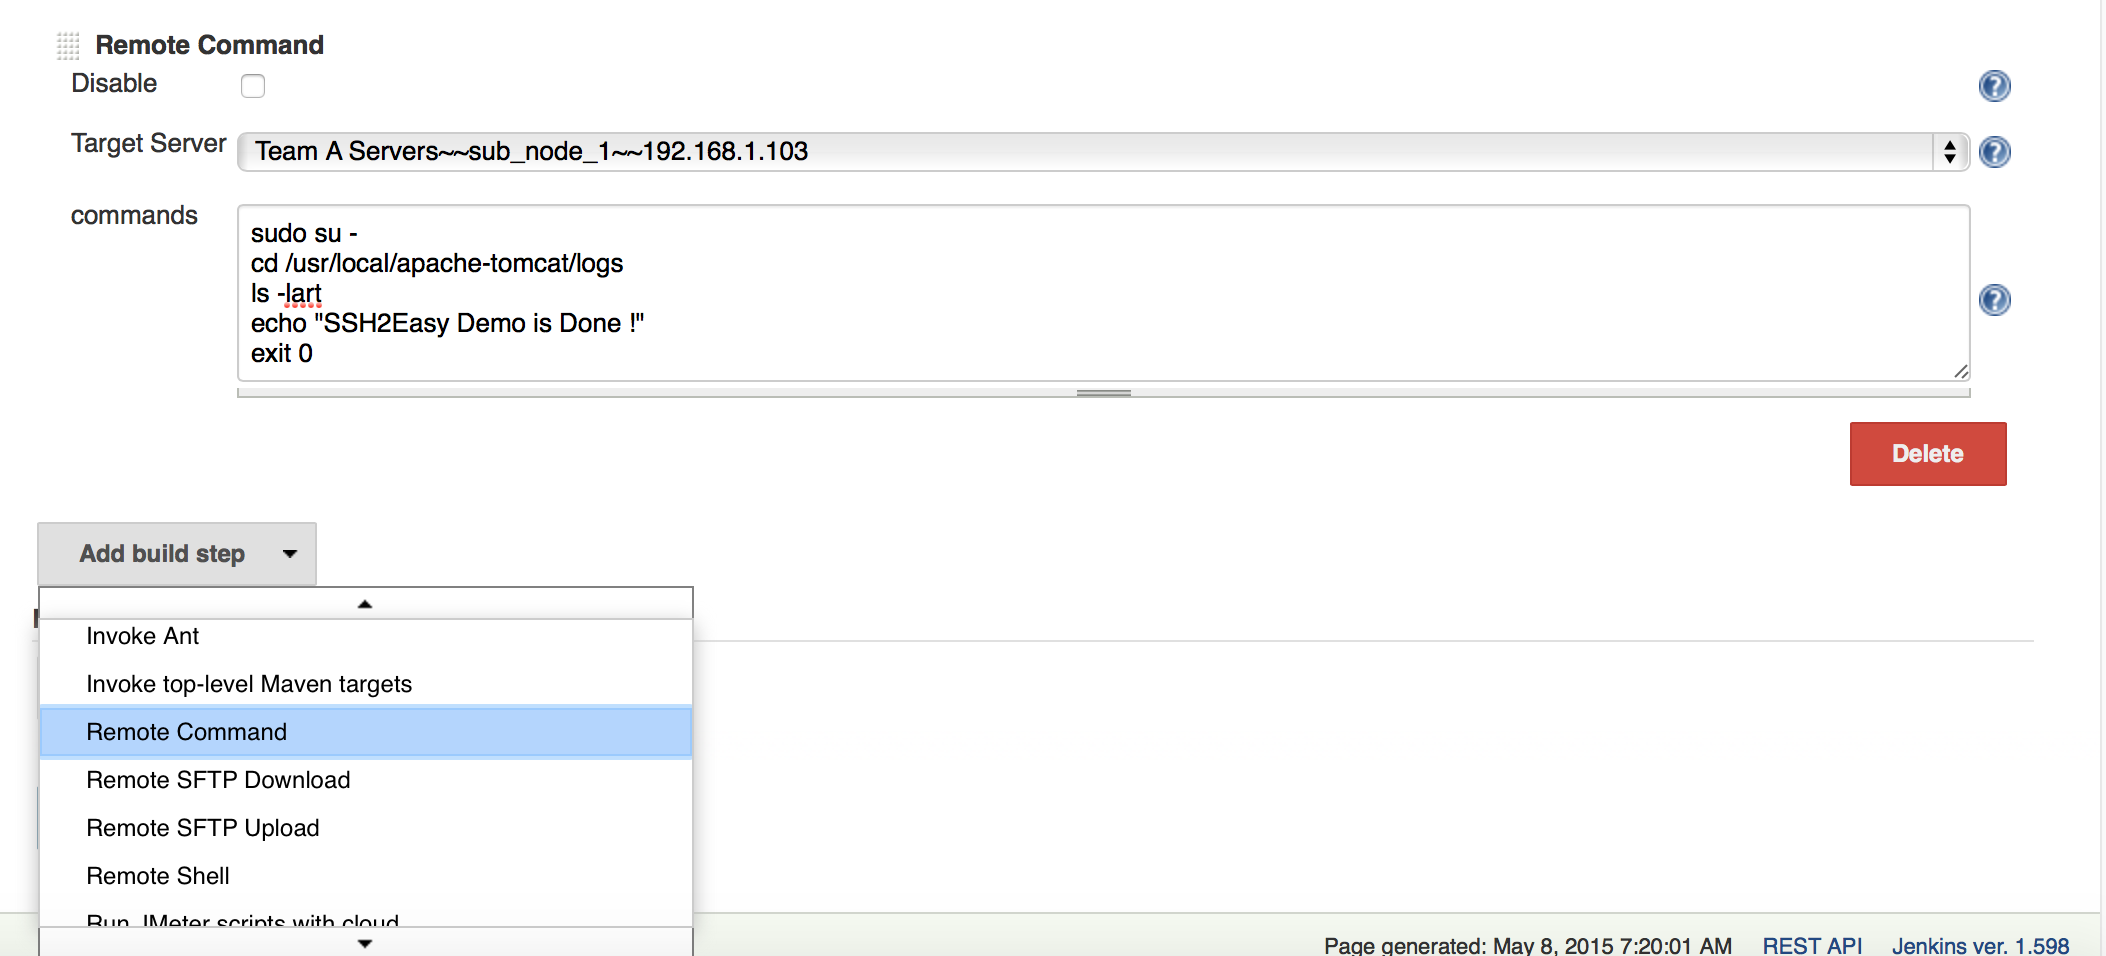 Remote Command
Disable
Target Server
Team A Servers~~sub_node_1~~192.168.1.103
commands
sudo su -
cd /usr/local/apache-tomcat/logs
ls -lart
echo "SSH2Easy Demo is Done !"
exit 0
Delete
Add build step
Invoke Ant
Invoke top-level Maven targets
Remote Command
Remote SFTP Download
Remote SFTP Upload
Remote Shell
Run JMeter scripts with cloud
Page generated: May 8, 2015 7:20:01 AM REST API Jenkins ver. 1.598